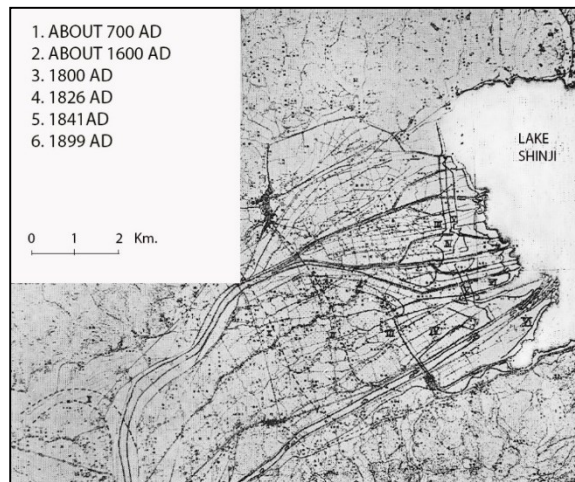 1. ABOUT 700 AD
2. ABOUT 1600 AD
3. 1800 AD
4. 1826 AD
5. 1841AD
6. 1899 AD
LAKE
SHINJI
0 1 2 Km.